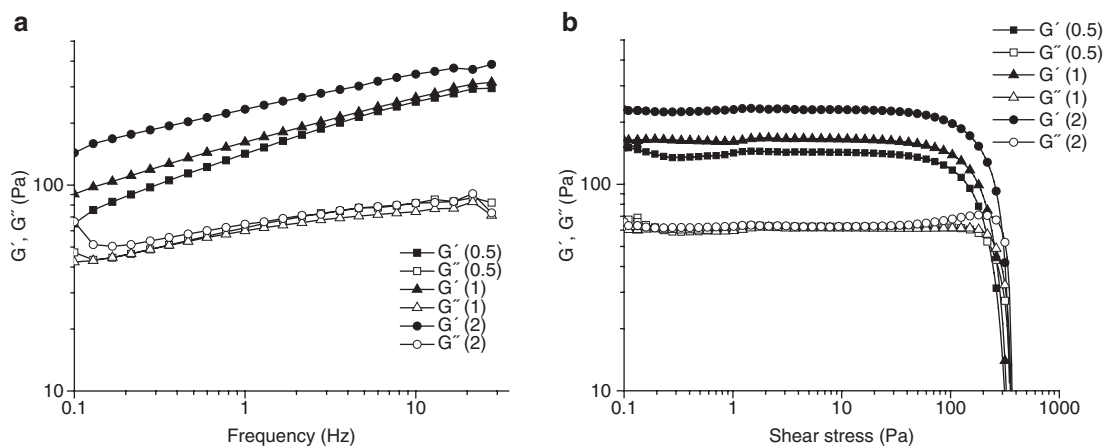 a
G′, G″ (Pa)
100
10
0.1
1
10
Frequency (Hz)
G′ (0.5)
G″ (0.5)
G′ (1)
G″ (1)
G′ (2)
G″ (2)
b
G′, G″ (Pa)
100
10
0.1
1
10
100
1000
Shear stress (Pa)
G′ (0.5)
G″ (0.5)
G′ (1)
G″ (1)
G′ (2)
G″ (2)